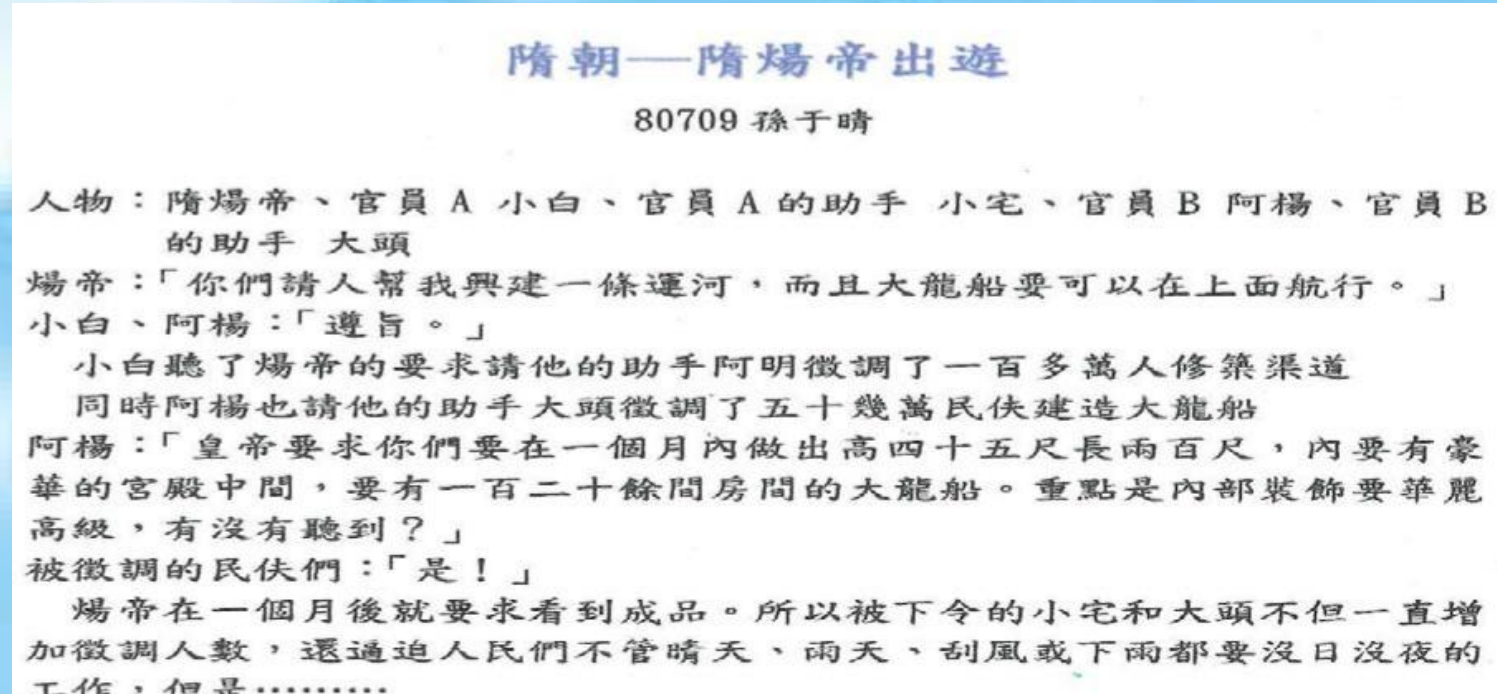 隋朝──隋煬帝出遊
80709 孫于晴
人物：隋煬帝、官員 A 小白、官員 A 的助手 小宅、官員 B 阿楊、官員 B
的助手 大頭
煬帝：「你們請人幫我興建一條運河，而且大龍船要可以在上面航行。」
小白、阿楊：「遵旨。」
小白聽了煬帝的要求請他的助手阿明徵調了一百多萬人修築渠道
同時阿楊也請他的助手大頭徵調了五十幾萬民伕建造大龍船
阿楊：「皇帝要求你們要在一個月內做出高四十五尺長兩百尺，內要有豪
華的宮殿中間，要有一百二十餘間房間的大龍船。重點是內部裝飾要華麗
高級，有沒有聽到？」
被徵調的民伕們：「是！」
煬帝在一個月後就要求看到成品。所以被下令的小宅和大頭不但一直增
加徵調人數，還逼迫人民們不管晴天、雨天、刮風或下雨都要沒日沒夜的
工作，但是………